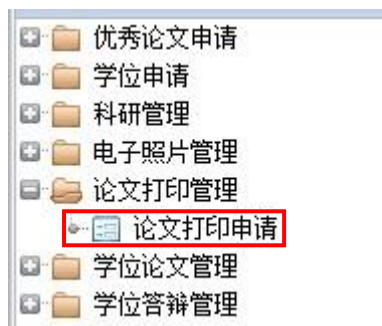 优秀论文申请
学位申请
科研管理
电子照片管理
论文打印管理
论文打印申请
学位论文管理
学位答辩管理